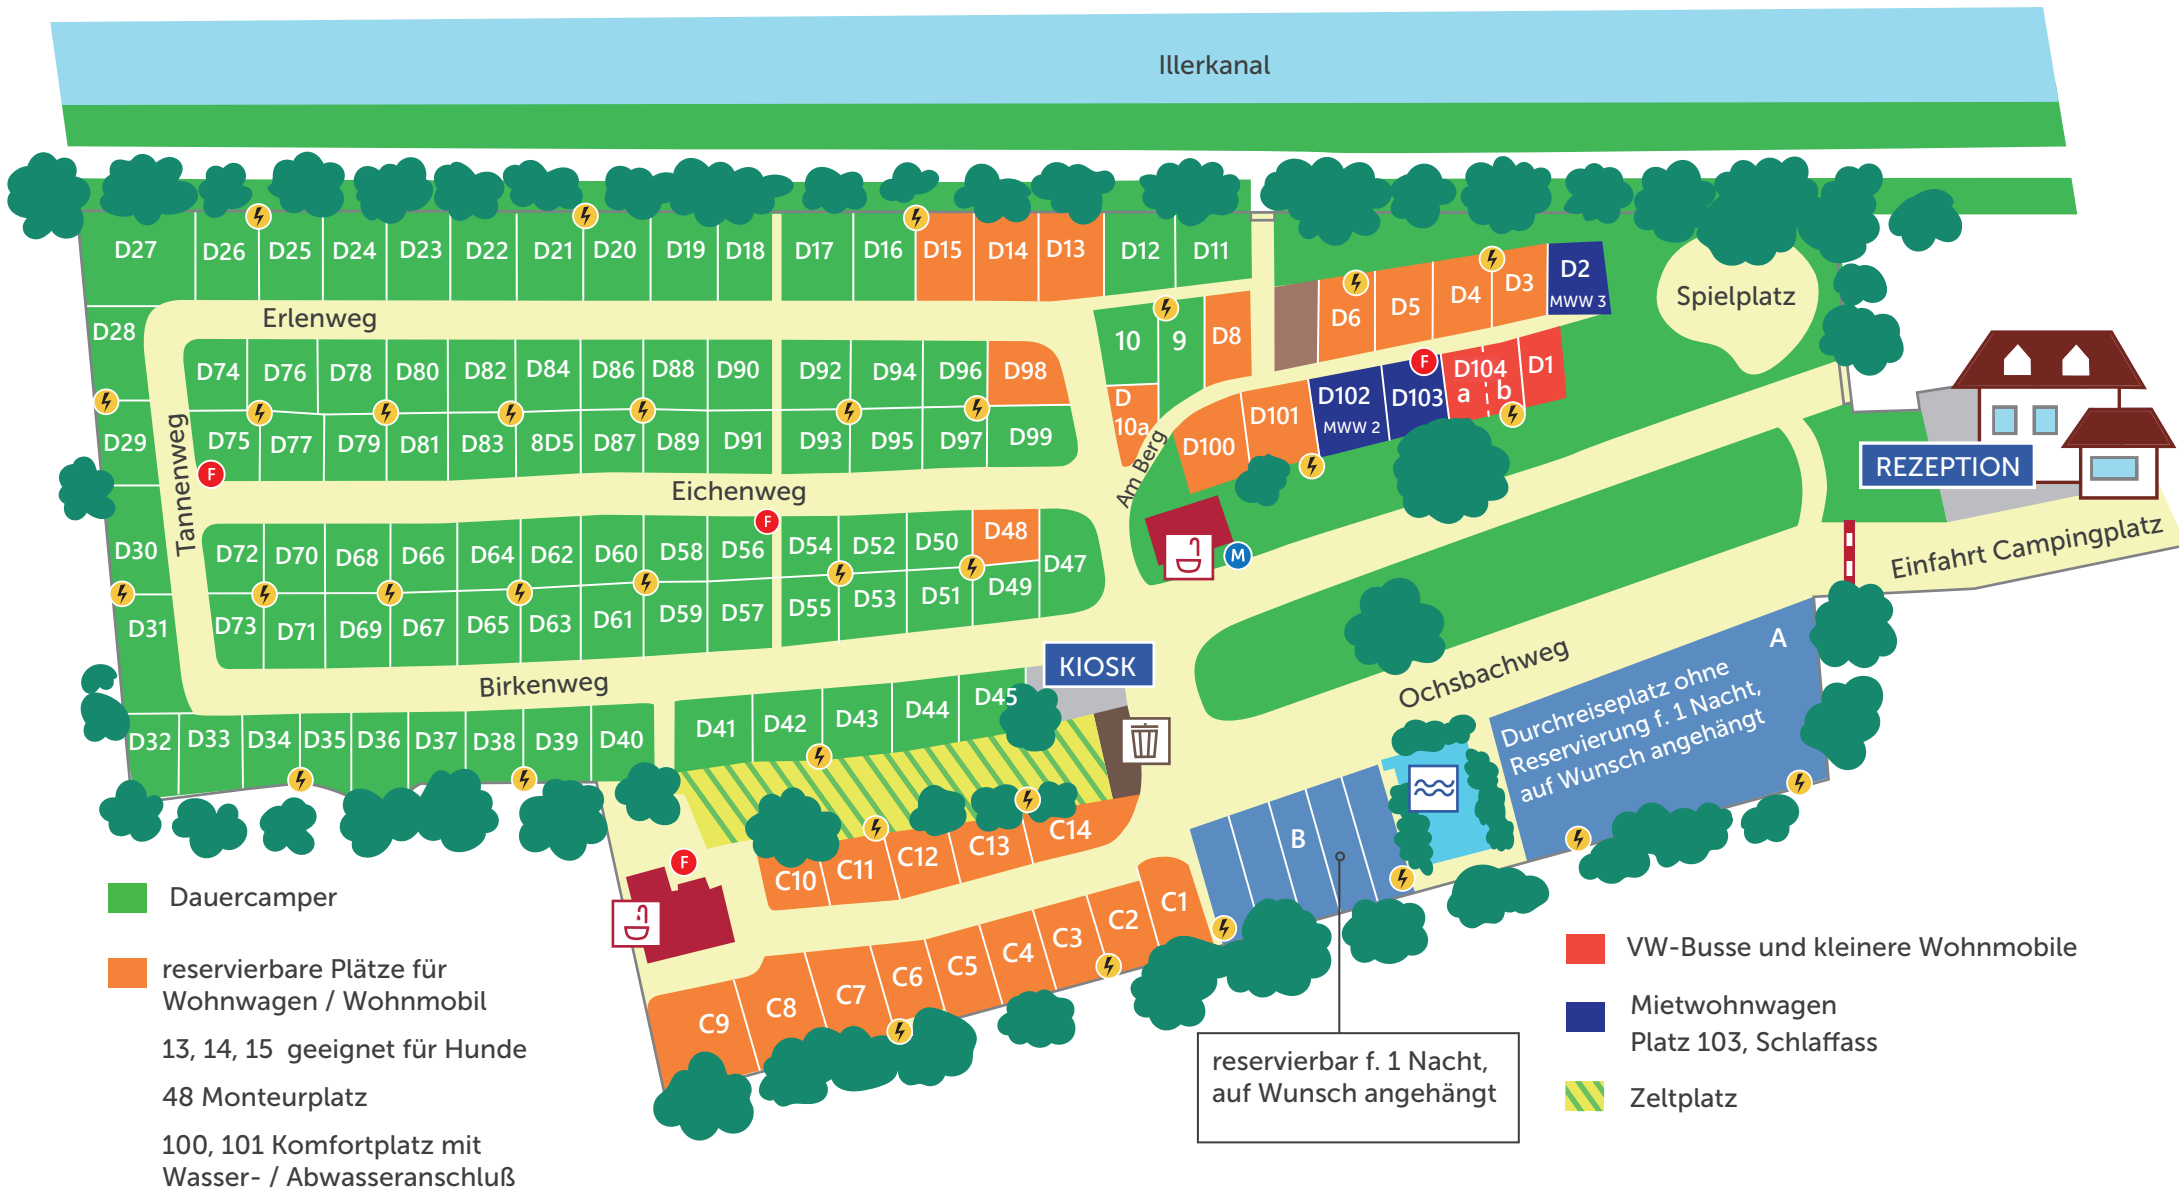 Illerkanal
D27 D26 D25 D24 D23 D22 D21 D20 D19 D18 D17 D16 D15 D14 D13 D12 D11
D2
MWW 3
D3
D4
D5
D6
Spielplatz
Erlenweg
D28
10 9 D8
D
10a
D74 D76 D78 D80 D82 D84 D86 D88 D90 D92 D94 D96 D98
F
D104
a b
D1
D102
MWW 2
D103
D101
D100
Am Berg
D29
Tannenweg
D75 D77 D79 D81 D83 8D5 D87 D89 D91 D93 D95 D97 D99
F
REZEPTION
Eichenweg
F
Einfahrt Campingplatz
M
D30
D72 D70 D68 D66 D64 D62 D60 D58 D56 D54 D52 D50 D48
D47
D31
D73 D71 D69 D67 D65 D63 D61 D59 D57 D55 D53 D51 D49
KIOSK
Birkenweg
Ochsbachweg
A
Durchreiseplatz ohne
Reservierung f. 1 Nacht,
auf Wunsch angehängt
D32 D33 D34 D35 D36 D37 D38 D39 D40 D41 D42 D43 D44 D45
B
F
C10 C11 C12 C13 C14
C9 C8 C7 C6 C5 C4 C3 C2 C1
Dauercamper
reservierbare Plätze für
Wohnwagen / Wohnmobil
13, 14, 15 geeignet für Hunde
48 Monteurplatz
100, 101 Komfortplatz mit
Wasser- / Abwasseranschluß
reservierbar f. 1 Nacht,
auf Wunsch angehängt
VW-Busse und kleinere Wohnmobile
Mietwohnwagen
Platz 103, Schlaffass
Zeltplatz